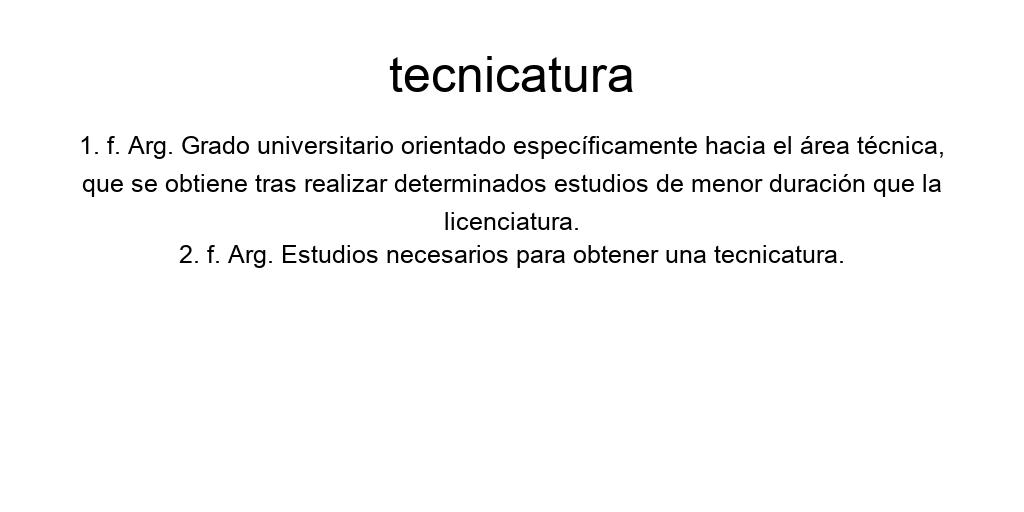 tecnicatura
1. f. Arg. Grado universitario orientado específicamente hacia el área técnica,
que se obtiene tras realizar determinados estudios de menor duración que la
licenciatura.
2. f. Arg. Estudios necesarios para obtener una tecnicatura.